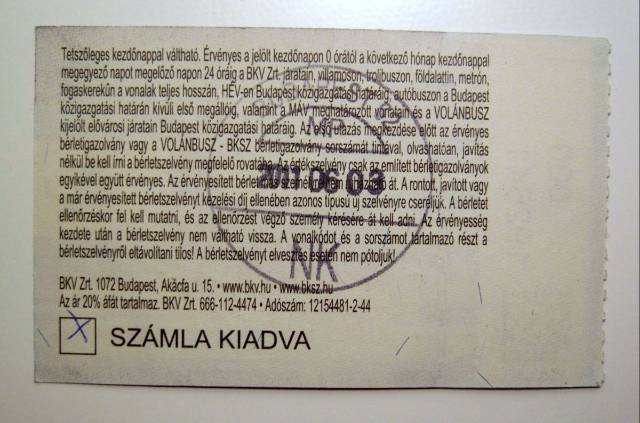 Tetszőleges kezdőnappal váltható. Érvényes a jelölt kezdőnapon 0 órától a következő hónap kezdőnappal
megegyező napot megelőző napon 24 óráig a BKV Zrt. járatain, villamoson, trolibuszon, földalattin, metrón,
fogaskerekűn a vonalak teljes hosszán, HÉV-en Budapest közigazgatási határáig, autóbuszon a Budapest
közigazgatási határán kívüli első megállóig, valamint a MÁV meghatározott vonatain és a VOLÁNBUSZ
kijelölt elővárosi járatain Budapest közigazgatási határáig. Az első utazás megkezdése előtt az érvényes
bérletigazolvány vagy a VOLÁNBUSZ - BKSZ bérletigazolvány sorszámát tintával, olvashatóan, javítás
nélkül be kell írni a bérletszelvény megfelelő rovatába. Az értékszelvény csak az említett bérletigazolványok
egyikével együtt érvényes. Az érvényesített bérletszelvény nem ruházható át. A rontott, javított vagy
a már érvényesített bérletszelvényt kezelési díj ellenében azonos típusú új szelvényre cseréljük. A bérletet
ellenőrzéskor fel kell mutatni, és az ellenőrzést végző személy kérésére át kell adni. Az érvényesség
kezdete után a bérletszelvény nem váltható vissza. A vonalkódot és a sorszámot tartalmazó részt a
bérletszelvényről eltávolítani tilos! A bérletszelvényt elvesztés esetén nem pótoljuk!
2011 06 03
NK
BKV Zrt. 1072 Budapest, Akácfa u. 15. • www.bkv.hu • www.bksz.hu
Az ár 20% áfát tartalmaz. BKV Zrt. 666-112-4474 • Adószám: 12154481-2-44
X SZÁMLA KIADVA